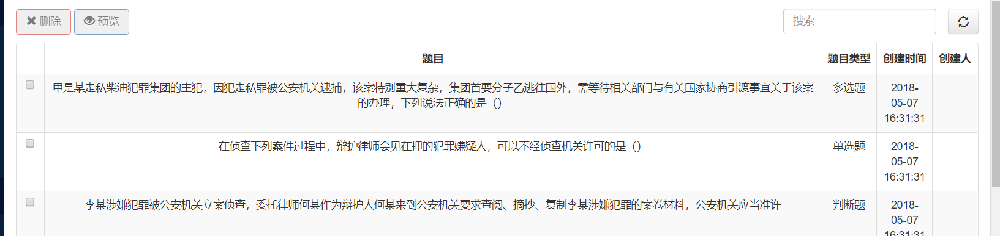 删除 预览 搜索
题目 题目类型 创建时间 创建人
甲是某走私柴油犯罪集团的主犯，因犯走私罪被公安机关逮捕，该案特别重大复杂，集团首要分子乙逃往国外，需等待相关部门与有关国家协商引渡事宜关于该案
的办理，下列说法正确的是（）
多选题
2018-
05-07
16:31:31
在侦查下列案件过程中，辩护律师会见在押的犯罪嫌疑人，可以不经侦查机关许可的是（）
单选题
2018-
05-07
16:31:31
李某涉嫌犯罪被公安机关立案侦查，委托律师何某作为辩护人何某来到公安机关要求查阅、摘抄、复制李某涉嫌犯罪的案卷材料，公安机关应当准许
判断题
2018-
05-07
16:31:31